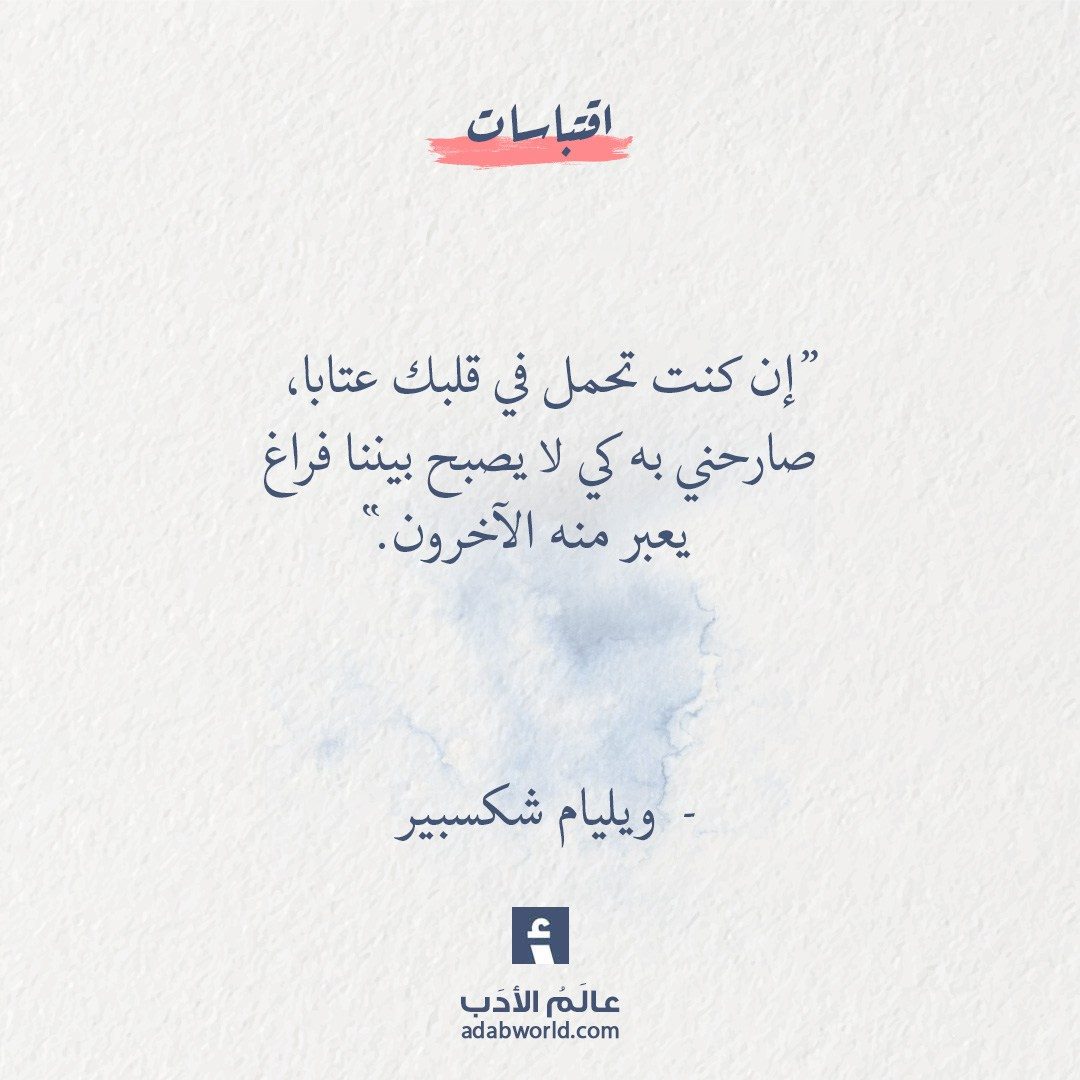 اقتباسات
”إن كنت تحمل في قلبك عتابا،
صارحني به كي لا يصبح بيننا فراغ
يعبر منه الآخرون.“
- ويليام شكسبير
أ
عالَمُ الأدَب
adabworld.com